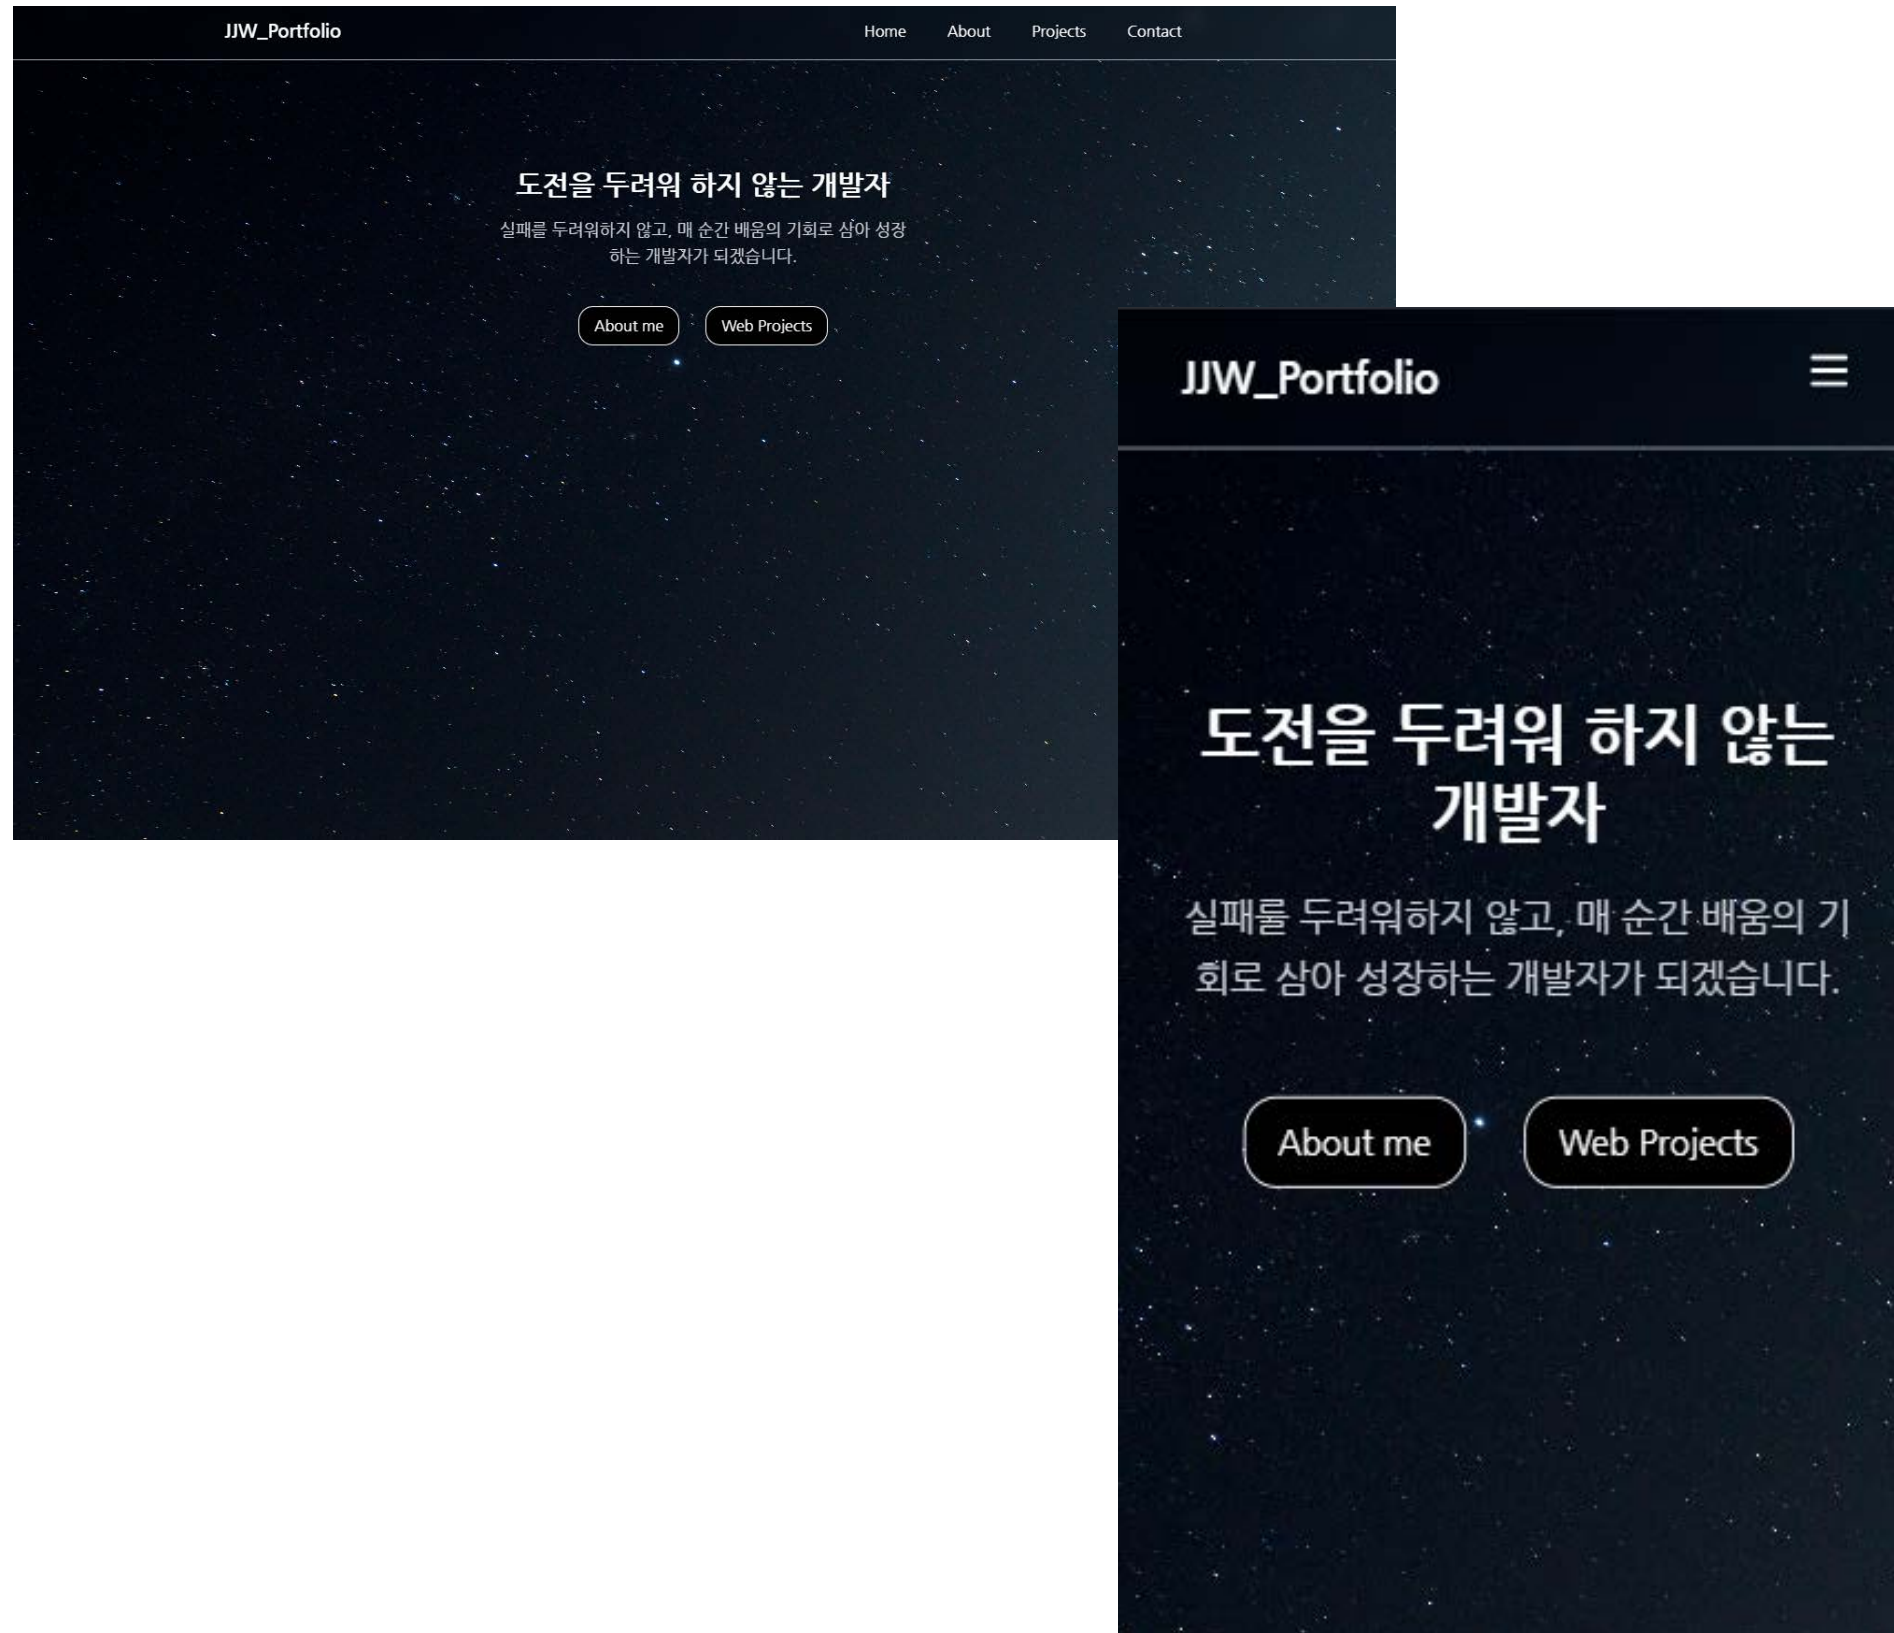 JJW_Portfolio
Home About Projects Contact
도전을 두려워 하지 않는 개발자
실패를 두려워하지 않고, 매 순간 배움의 기회로 삼아 성장
하는 개발자가 되겠습니다.
About me Web Projects
JJW_Portfolio
도전을 두려워 하지 않는
개발자
실패를 두려워하지 않고, 매 순간 배움의 기
회로 삼아 성장하는 개발자가 되겠습니다.
About me Web Projects